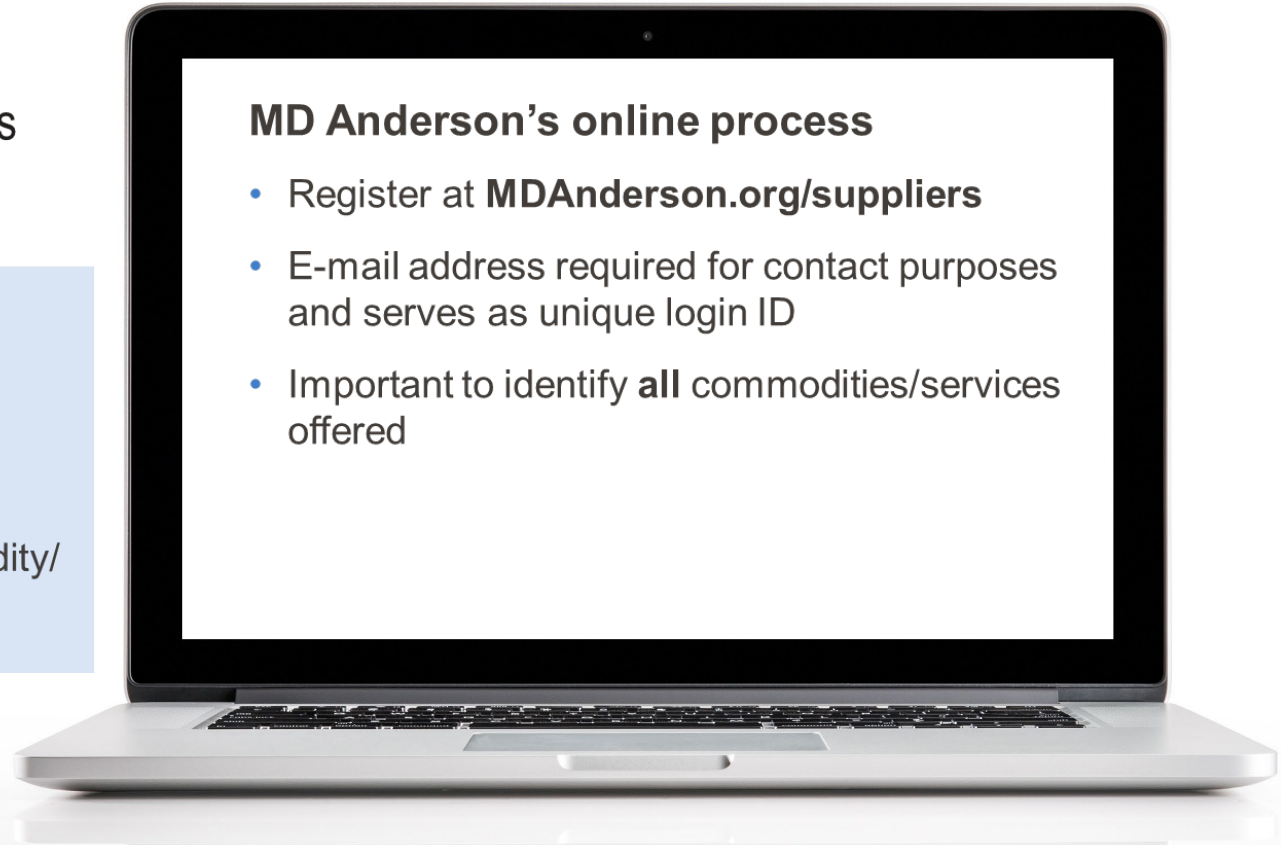 s
MD Anderson’s online process
• Register at MDAnderson.org/suppliers
• E-mail address required for contact purposes
and serves as unique login ID
• Important to identify all commodities/services
offered
dity/